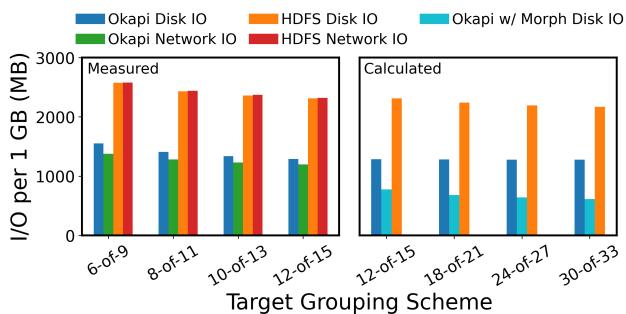 Okapi Disk IO HDFS Disk IO Okapi w/ Morph Disk IO
Okapi Network IO HDFS Network IO
Measured Calculated
I/O per 1 GB (MB)
3000
2000
1000
0
6-of-9 8-of-11 10-of-13 12-of-15 12-of-15 18-of-21 24-of-27 30-of-33
Target Grouping Scheme